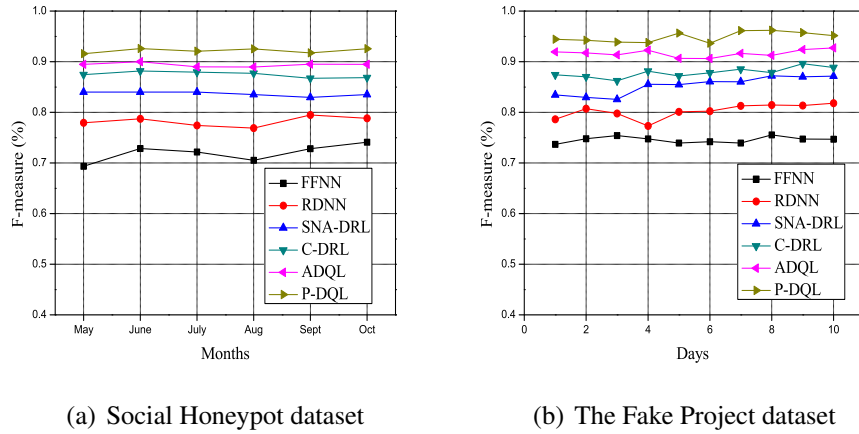 1.0
0.9
0.8
0.7
0.6
0.5
0.4
F-measure (%)
May June July Aug Sept Oct
Months
FFNN
RDNN
SNA-DRL
C-DRL
ADQL
P-DQL
(a) Social Honeypot dataset
1.0
0.9
0.8
0.7
0.6
0.5
0.4
F-measure (%)
0 2 4 6 8 10
Days
FFNN
RDNN
SNA-DRL
C-DRL
ADQL
P-DQL
(b) The Fake Project dataset